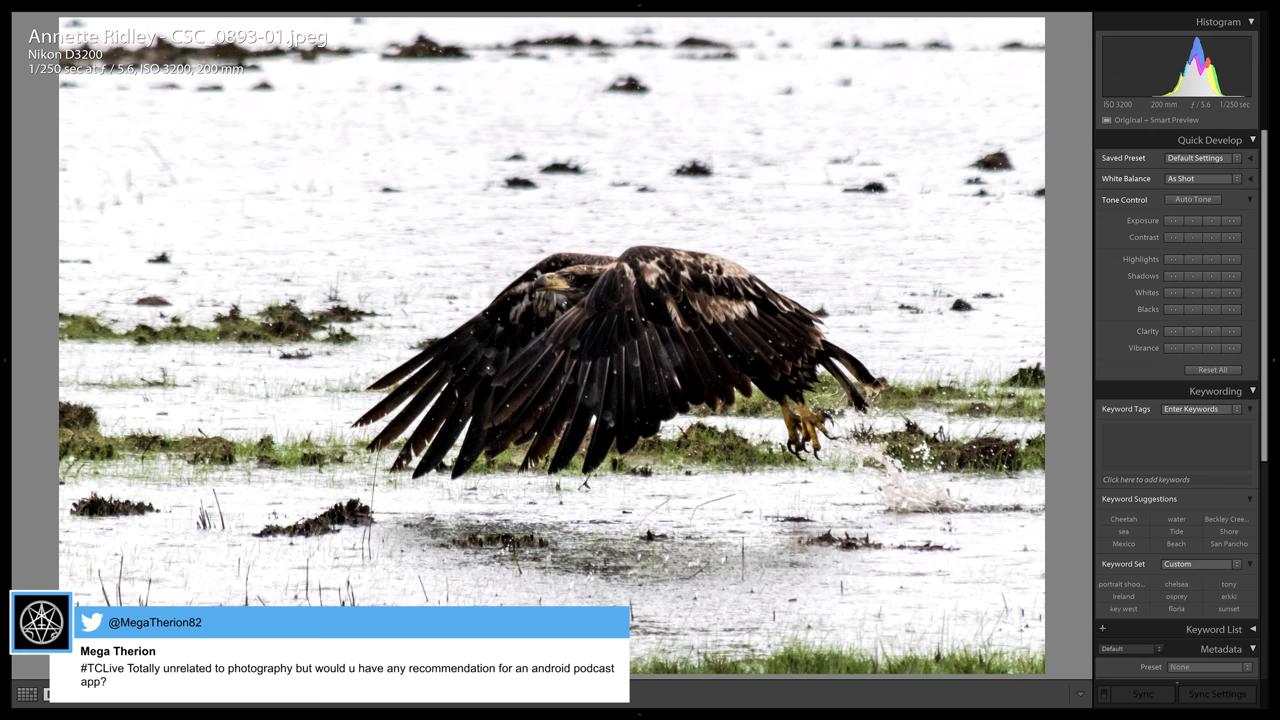 Annette Ridley - CSC_0893-01.jpeg
Nikon D3200
1/250 sec at ƒ / 5.6, ISO 3200, 200 mm
Histogram
ISO 3200 200 mm ƒ / 5.6 1/250 sec
Original + Smart Preview
Quick Develop
Saved Preset Default Settings
White Balance As Shot
Tone Control Auto Tone
Exposure
Contrast
Highlights
Shadows
Whites
Blacks
Clarity
Vibrance
Reset All
Keywording
Keyword Tags Enter Keywords
Click here to add keywords
Keyword Suggestions
Cheetah water Beckley Cree...
sea Tide Shore
Mexico Beach San Pancho
Keyword Set Custom
portrait shoo... chelsea tony
Ireland osprey erkki
key west floria sunset
Keyword List
Default Metadata
Preset None
Sync Sync Settings
@MegaTherion82
Mega Therion
#TCLive Totally unrelated to photography but would u have any recommendation for an android podcast
app?